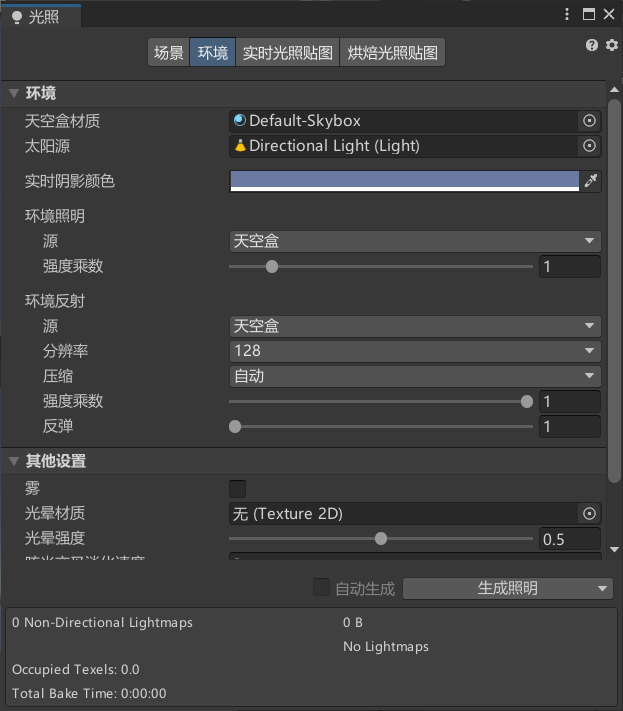 光照
场景 环境 实时光照贴图 烘焙光照贴图
环境
天空盒材质 Default-Skybox
太阳源 Directional Light (Light)
实时阴影颜色
环境照明
源 天空盒
强度乘数 1
环境反射
源 天空盒
分辨率 128
压缩 自动
强度乘数 1
反弹 1
其他设置
雾
光晕材质 无 (Texture 2D)
光晕强度 0.5
自动生成 生成照明
0 Non-Directional Lightmaps 0 B
No Lightmaps
Occupied Texels: 0.0
Total Bake Time: 0:00:00